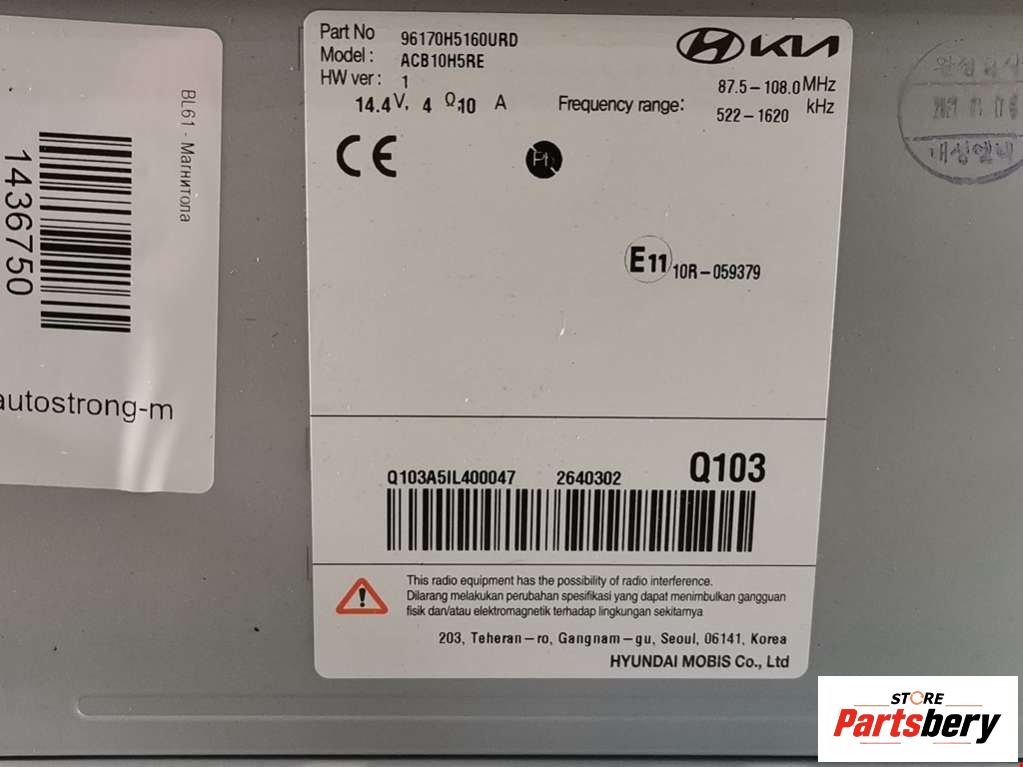 Part No 96170H5160URD
Model : ACB10H5RE
HW ver : 1
14.4V, 4 Ω 10 A
HYUNDAI KIA
Frequency range: 87.5-108.0 MHz
522-1620 kHz
CE
Pb
E11 10R-059379
Q103A5IL400047 2640302 Q103
This radio equipment has the possibility of radio interference.
Dilarang melakukan perubahan spesifikasi yang dapat menimbulkan gangguan
fisik dan/atau elektromagnetik terhadap lingkungan sekitarnya
203, Teheran-ro, Gangnam-gu, Seoul, 06141, Korea
HYUNDAI MOBIS Co., Ltd
BL61 - Магнитола
1436750
autostrong-m
STORE
Partsbery